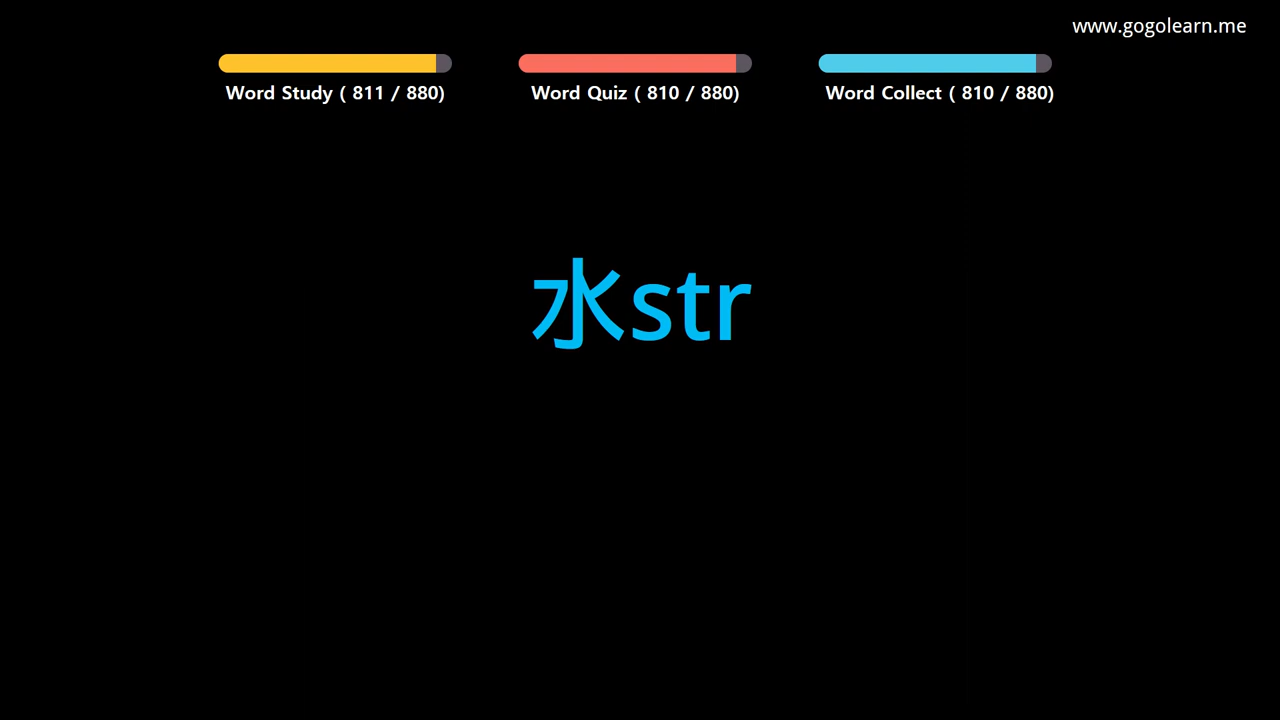 www.gogolearn.me
Word Study ( 811 / 880)
Word Quiz ( 810 / 880)
Word Collect ( 810 / 880)
水str